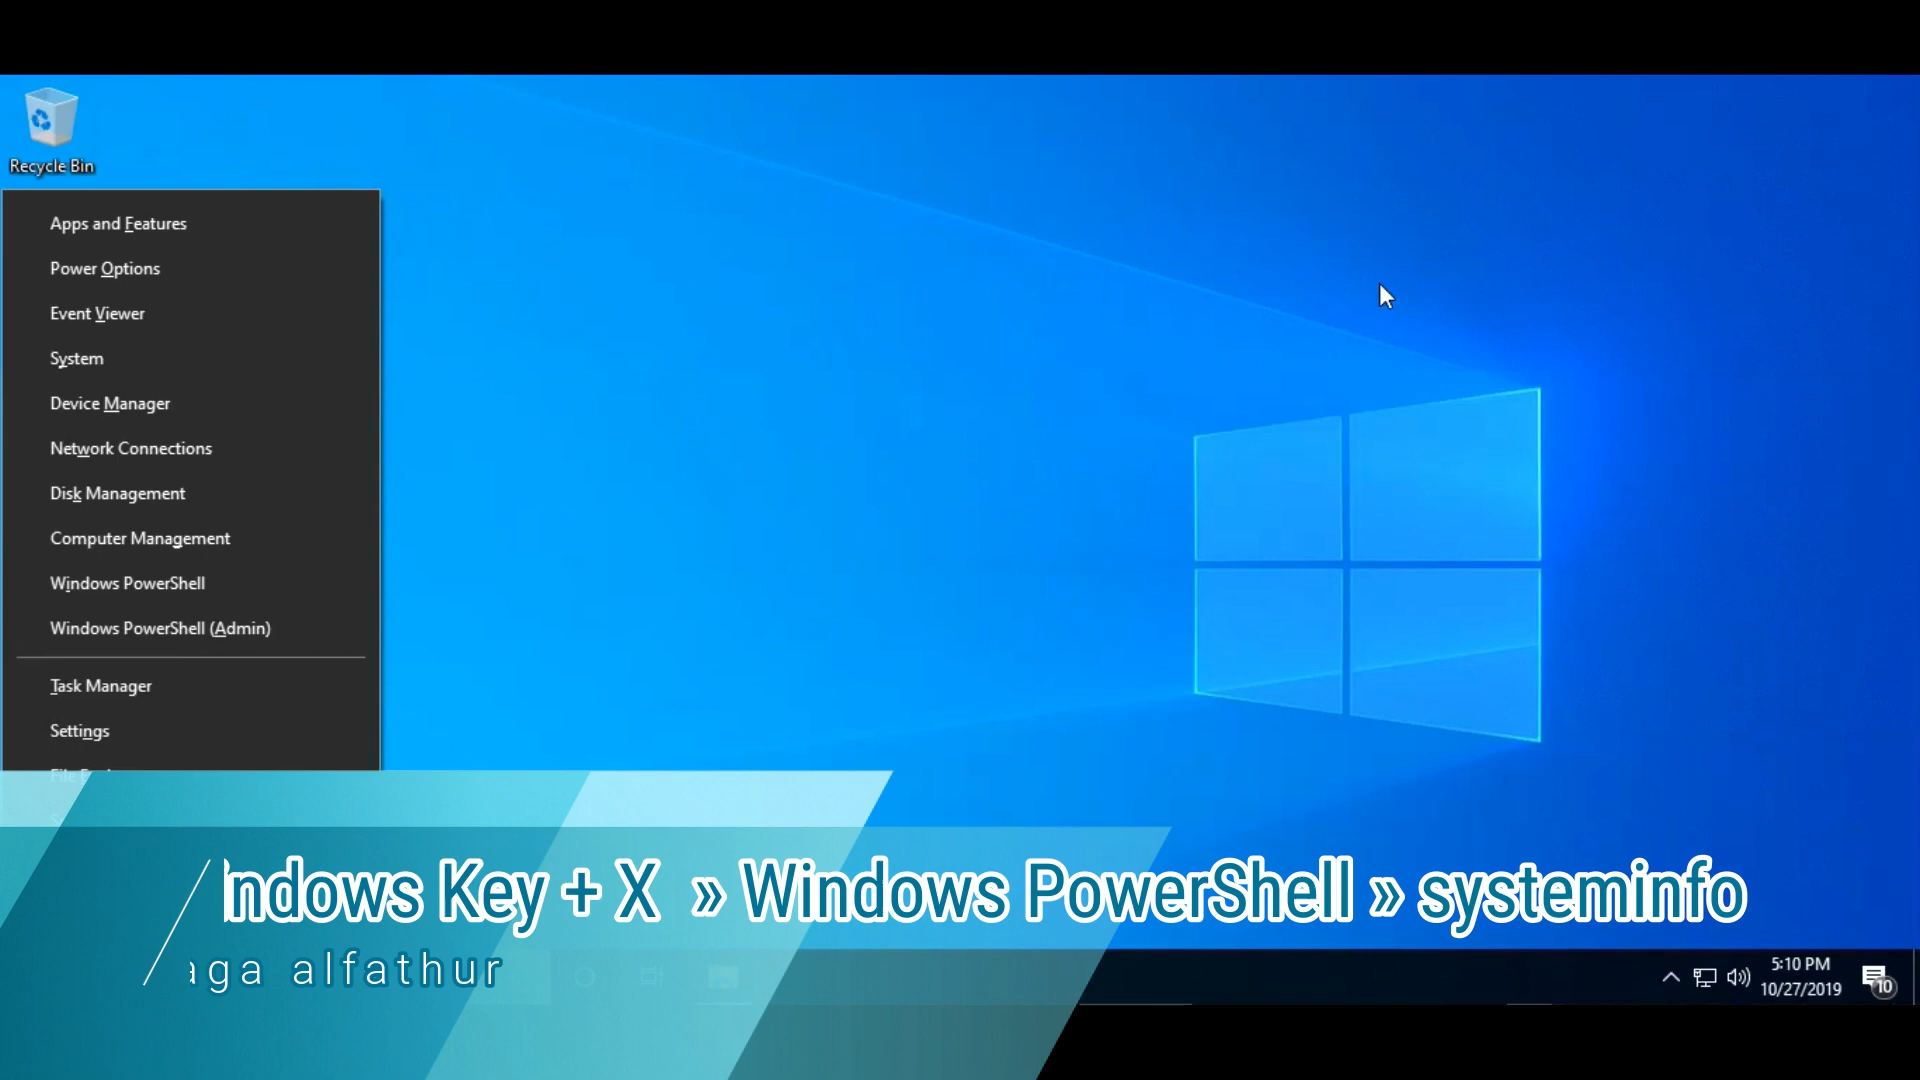 Recycle Bin
Apps and Features
Power Options
Event Viewer
System
Device Manager
Network Connections
Disk Management
Computer Management
Windows PowerShell
Windows PowerShell (Admin)
Task Manager
Settings
File
ndows Key + X » Windows PowerShell » systeminfo
aga alfathur
5:10 PM
10/27/2019
10